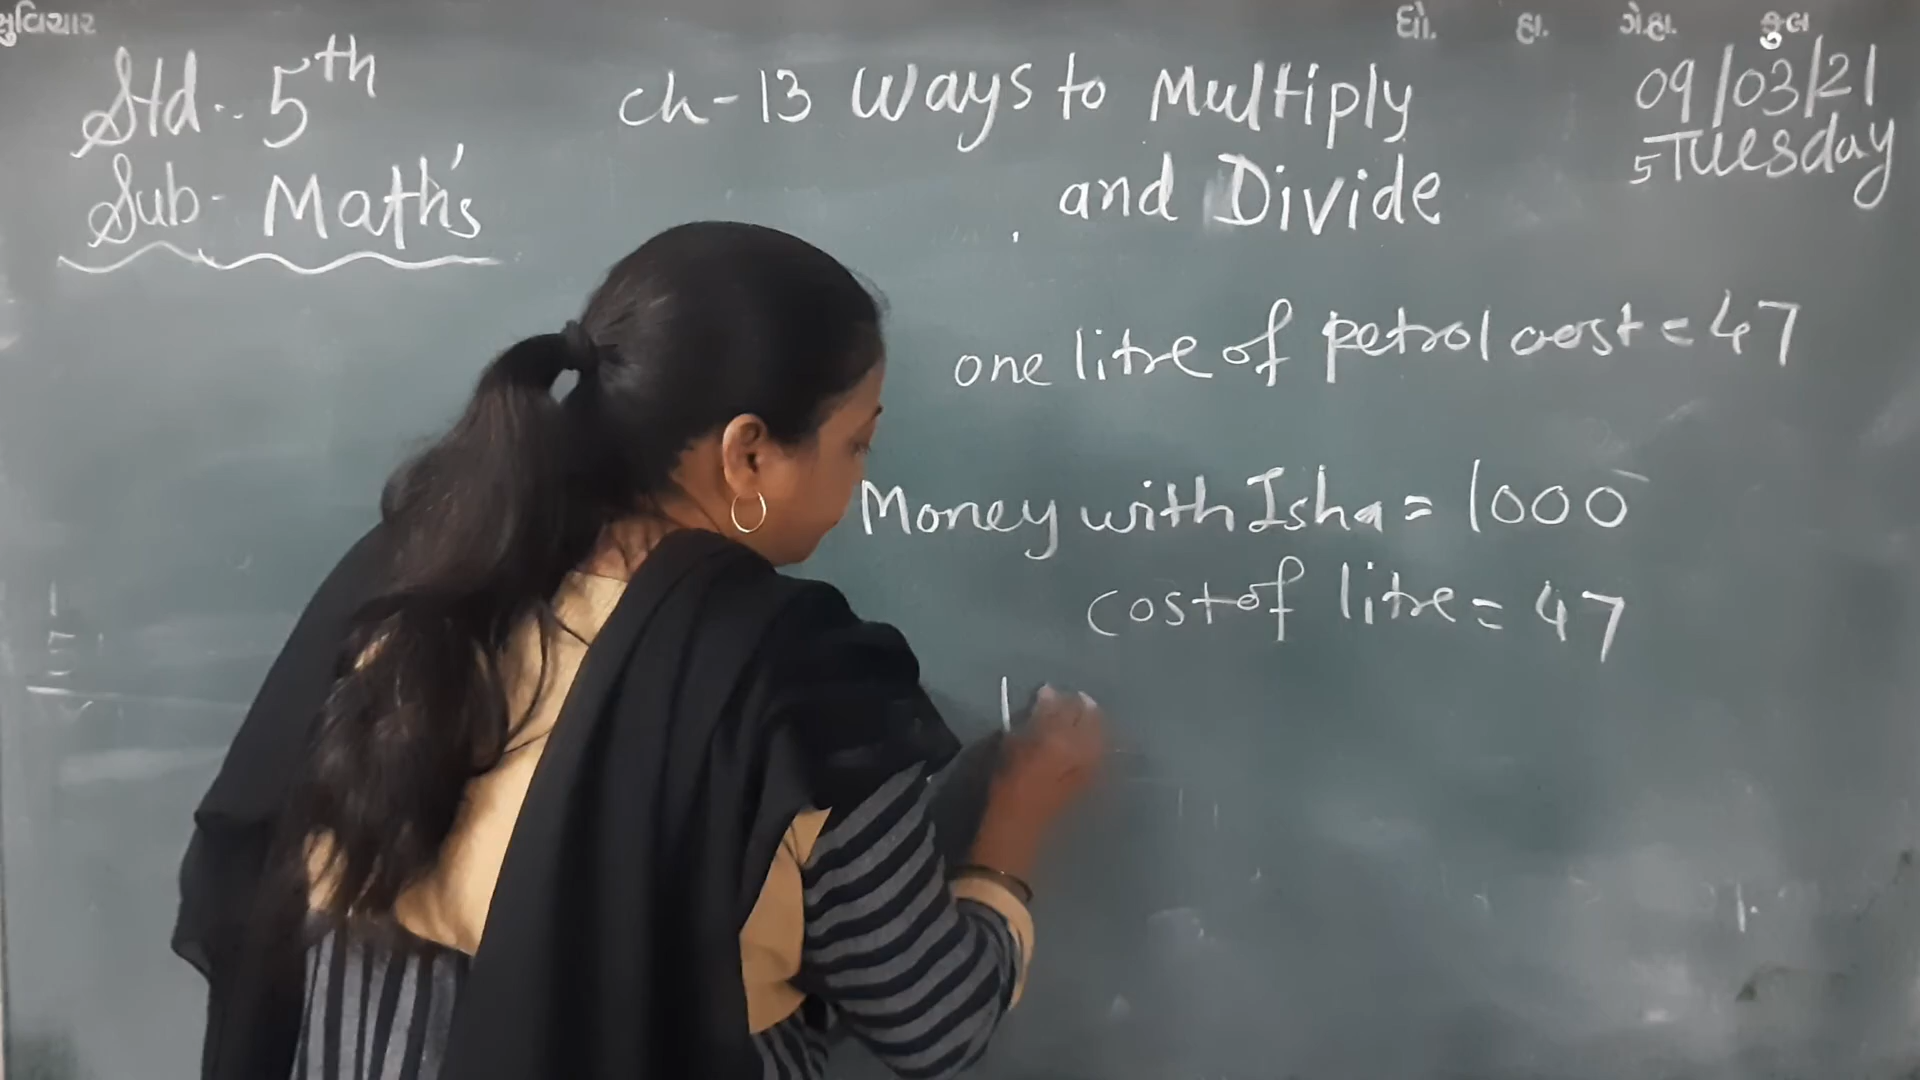 સુવિચાર
ઘો. હા. ગે.હા. કુલ
Std.- 5th
ch-13 Ways to Multiply
09/03/21
Sub- Math's
and Divide
Tuesday
one litre of petrol cost = 47
Money with Isha = 1000
cost of litre = 47